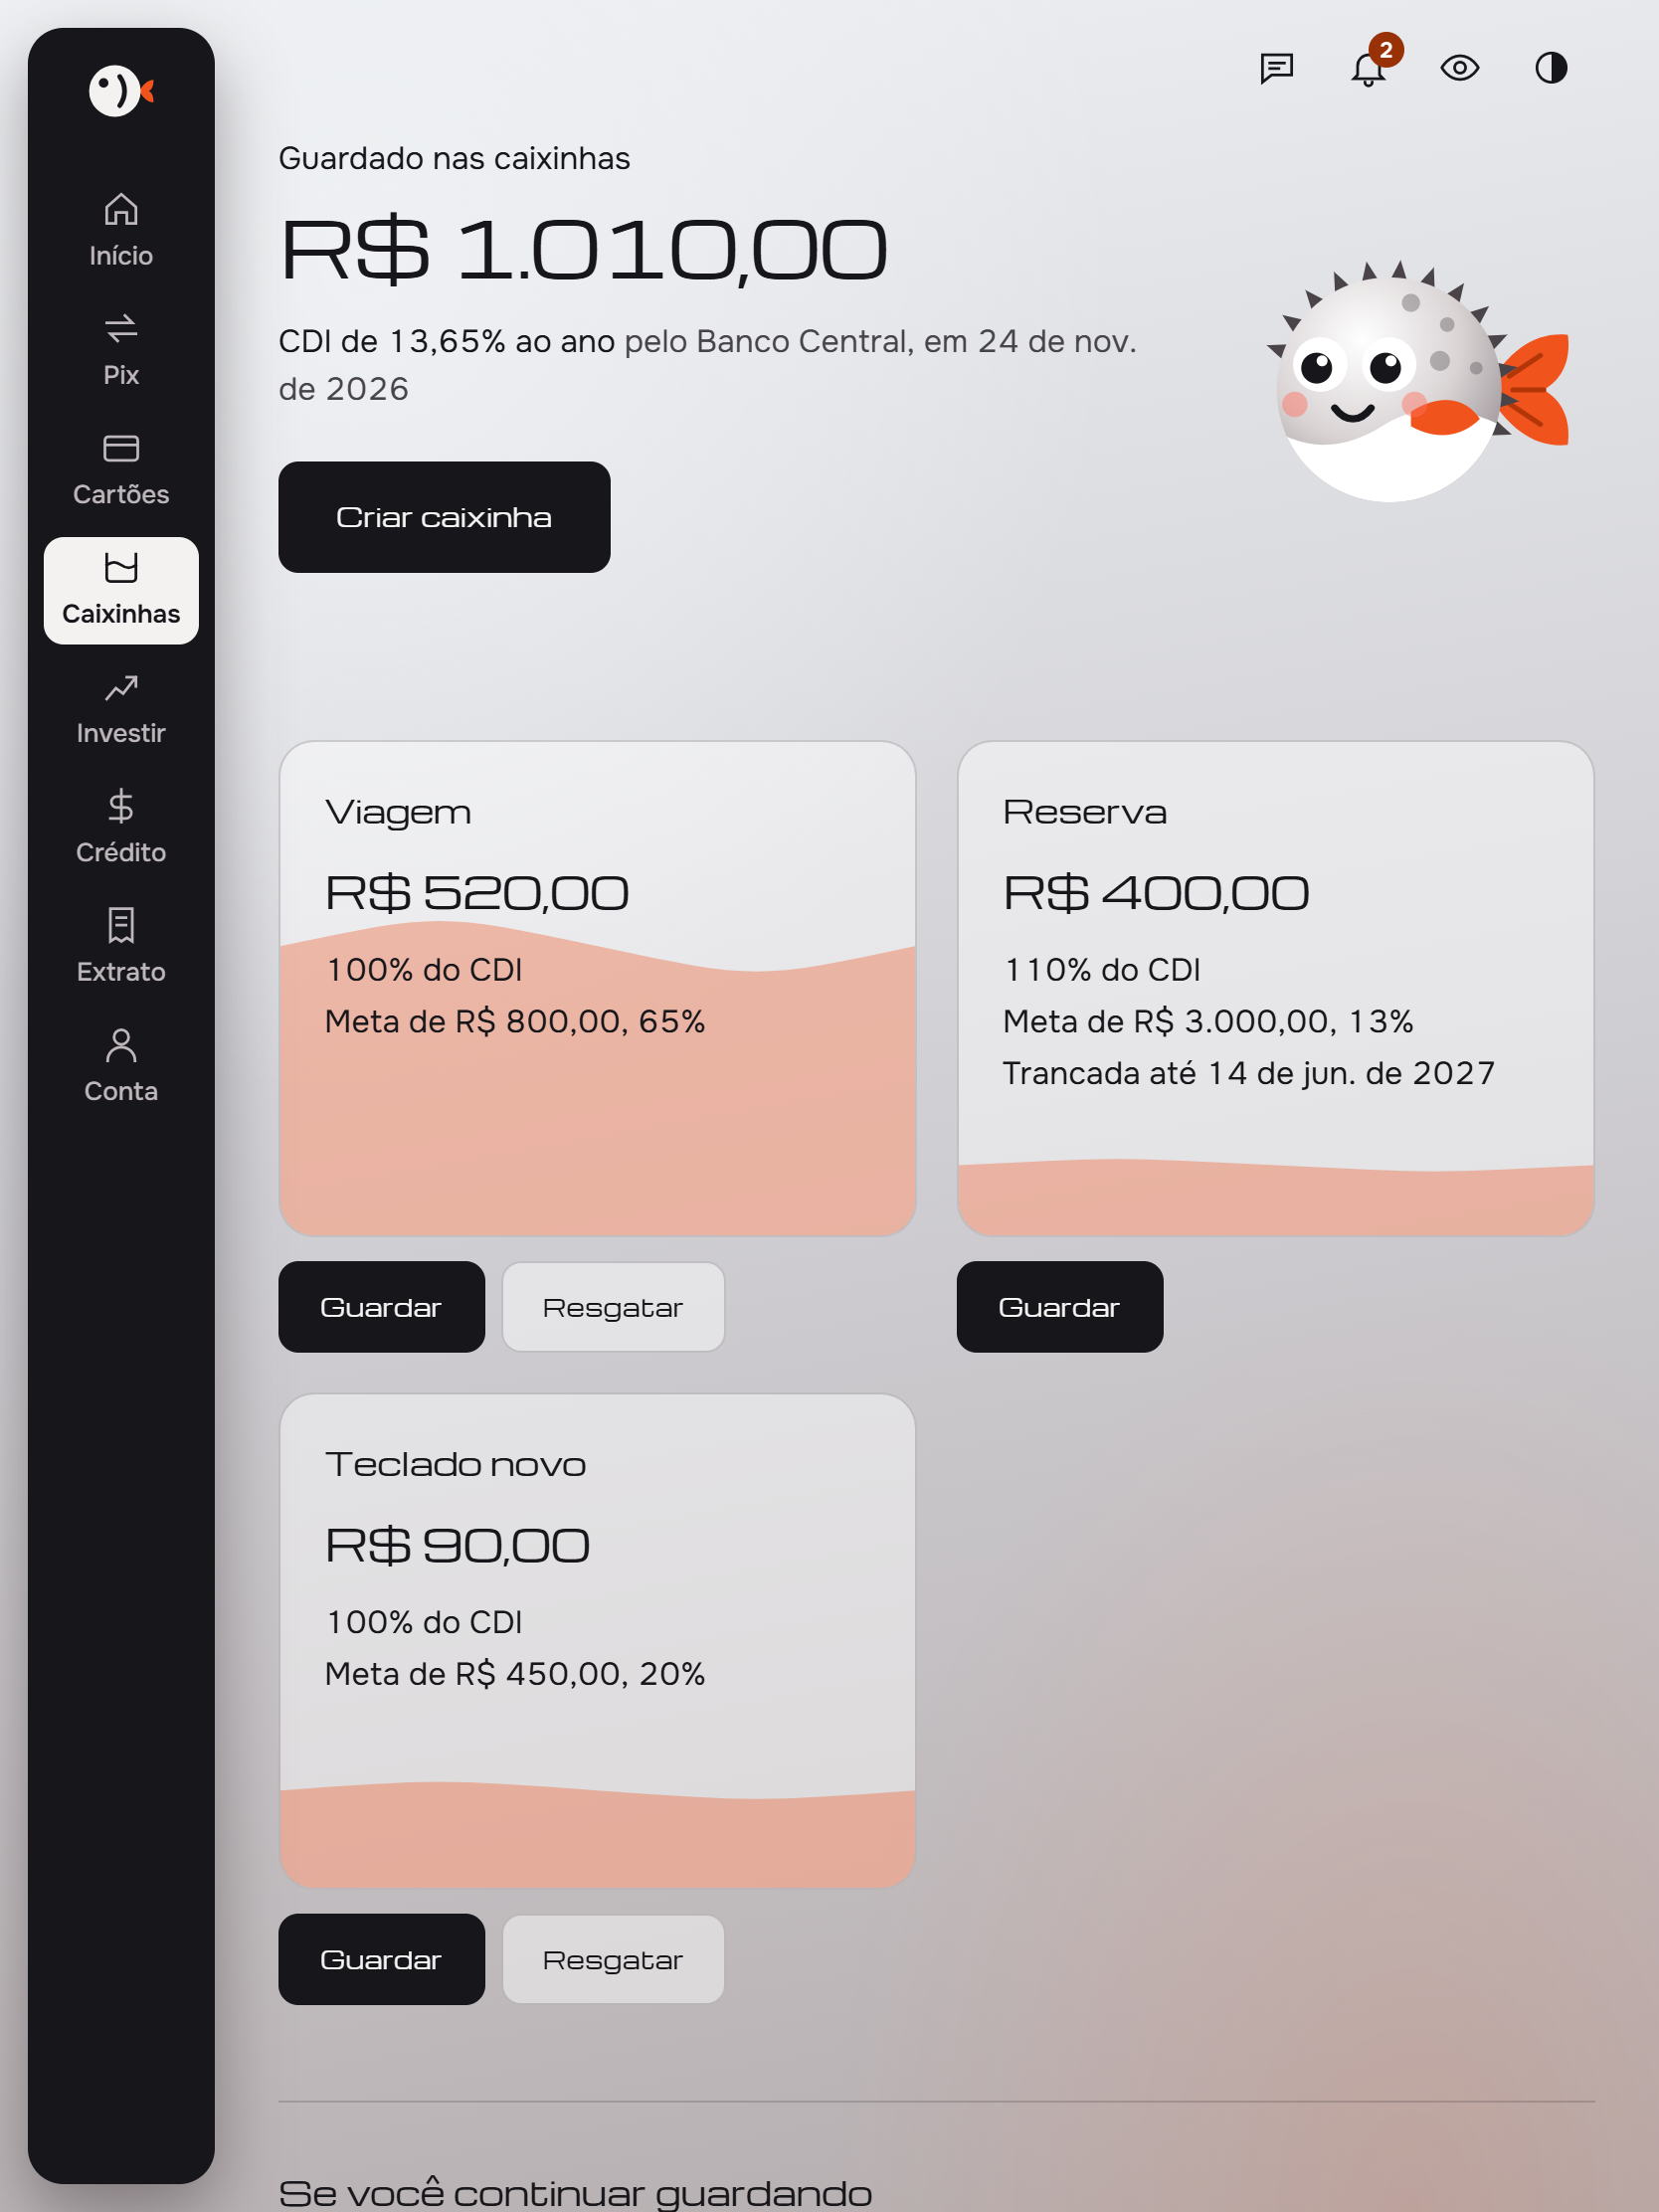 2
Início
Pix
Cartões
Caixinhas
Investir
Crédito
Extrato
Conta
Guardado nas caixinhas
R$ 1.010,00
CDI de 13,65% ao ano pelo Banco Central, em 24 de nov.
de 2026
Criar caixinha
Viagem
R$ 520,00
100% do CDI
Meta de R$ 800,00, 65%
Guardar
Resgatar
Reserva
R$ 400,00
110% do CDI
Meta de R$ 3.000,00, 13%
Trancada até 14 de jun. de 2027
Guardar
Teclado novo
R$ 90,00
100% do CDI
Meta de R$ 450,00, 20%
Guardar
Resgatar
Se você continuar guardando